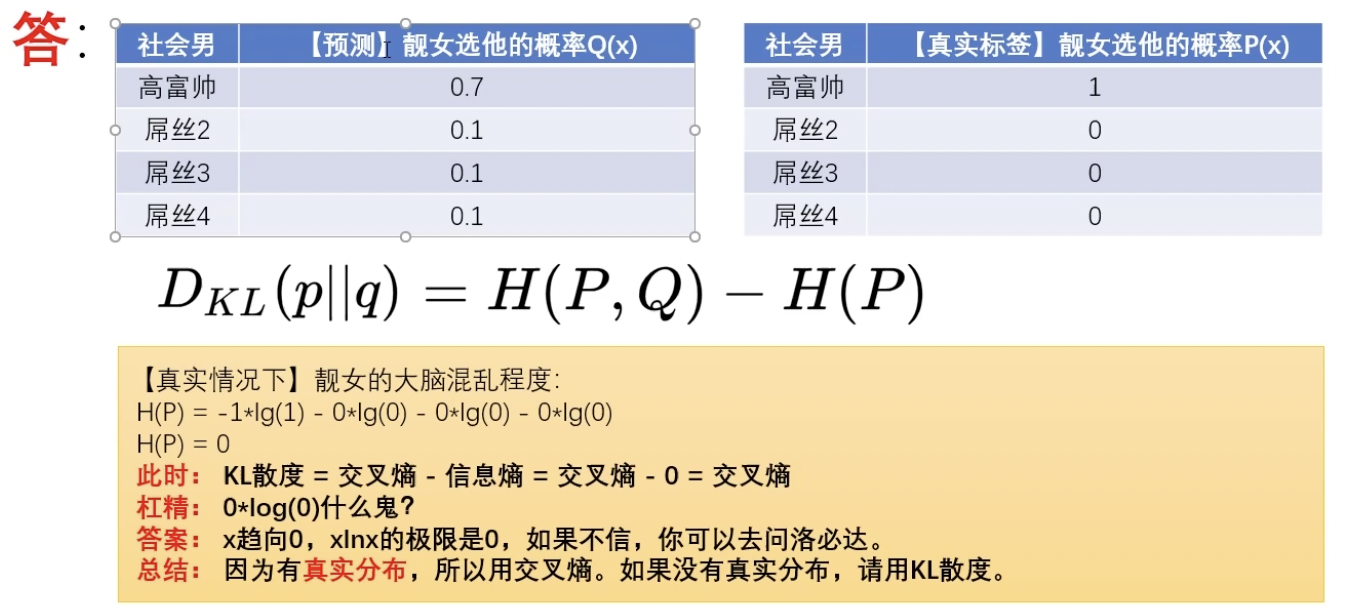 答:
社会男 【预测】靓女选他的概率Q(x)
高富帅 0.7
屌丝2 0.1
屌丝3 0.1
屌丝4 0.1
社会男 【真实标签】靓女选他的概率P(x)
高富帅 1
屌丝2 0
屌丝3 0
屌丝4 0
D_{KL}(p||q) = H(P,Q) − H(P)
【真实情况下】靓女的大脑混乱程度:
H(P) = -1*lg(1) - 0*lg(0) - 0*lg(0) - 0*lg(0)
H(P) = 0
此时： KL散度 = 交叉熵 - 信息熵 = 交叉熵 - 0 = 交叉熵
杠精： 0*log(0)什么鬼?
答案： x趋向0，xlnx的极限是0，如果不信，你可以去问洛必达。
总结： 因为有真实分布，所以用交叉熵。如果没有真实分布，请用KL散度。